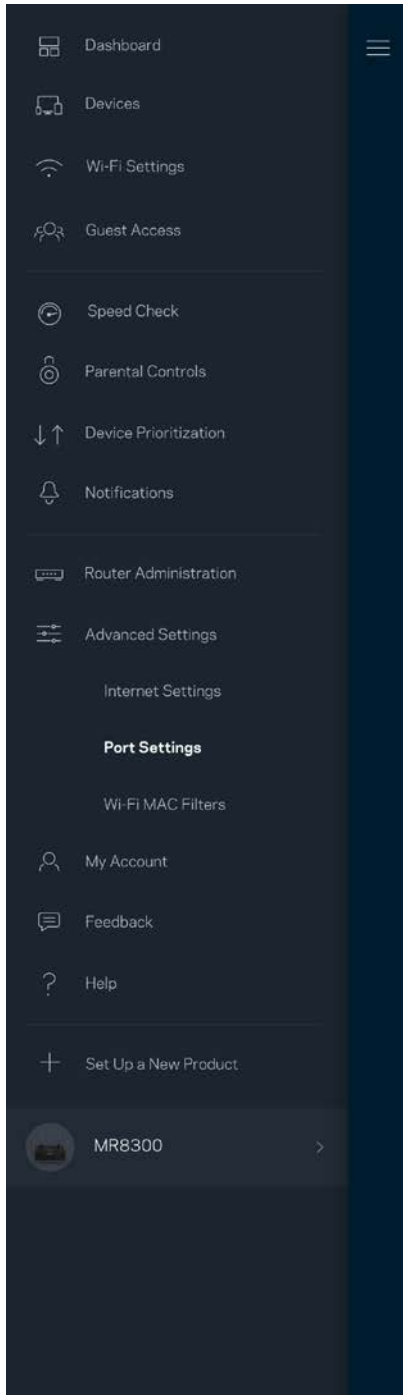 Dashboard
Devices
Wi-Fi Settings
Guest Access
Speed Check
Parental Controls
Device Prioritization
Notifications
Router Administration
Advanced Settings
Internet Settings
Port Settings
Wi-Fi MAC Filters
My Account
Feedback
Help
Set Up a New Product
MR8300